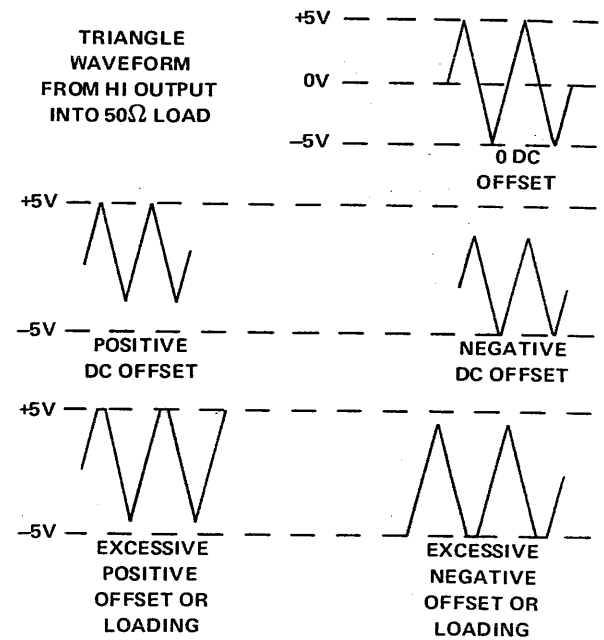 TRIANGLE
WAVEFORM
FROM HI OUTPUT
INTO 50Ω LOAD
+5V
0V
–5V
0 DC
OFFSET
+5V
–5V
POSITIVE
DC OFFSET
NEGATIVE
DC OFFSET
+5V
–5V
EXCESSIVE
POSITIVE
OFFSET OR
LOADING
EXCESSIVE
NEGATIVE
OFFSET OR
LOADING